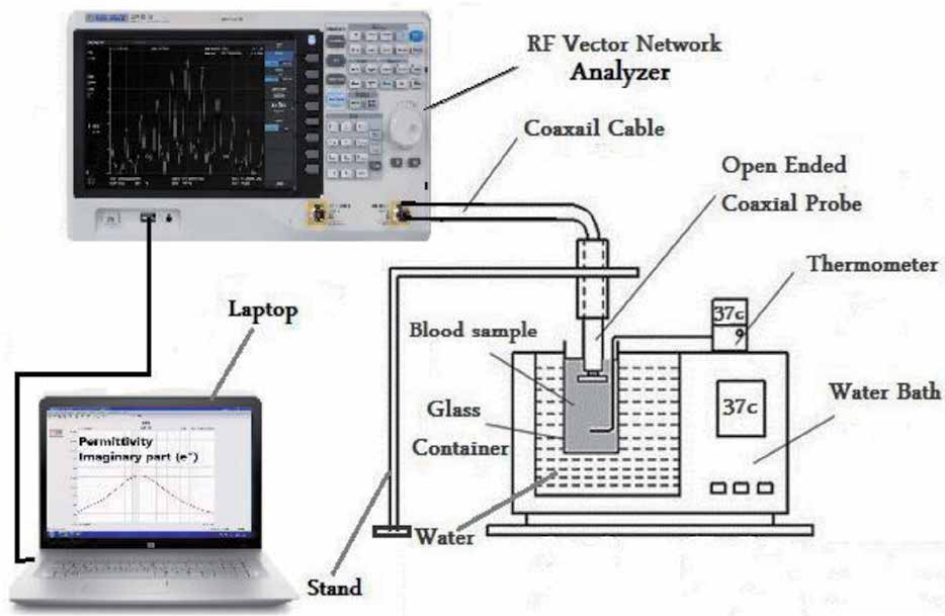 RF Vector Network
Analyzer
Coaxail Cable
Open Ended
Coaxial Probe
Thermometer
37c
Laptop
Blood sample
37c
Water Bath
Glass
Container
Permittivity
Imaginary part (e")
Water
Stand